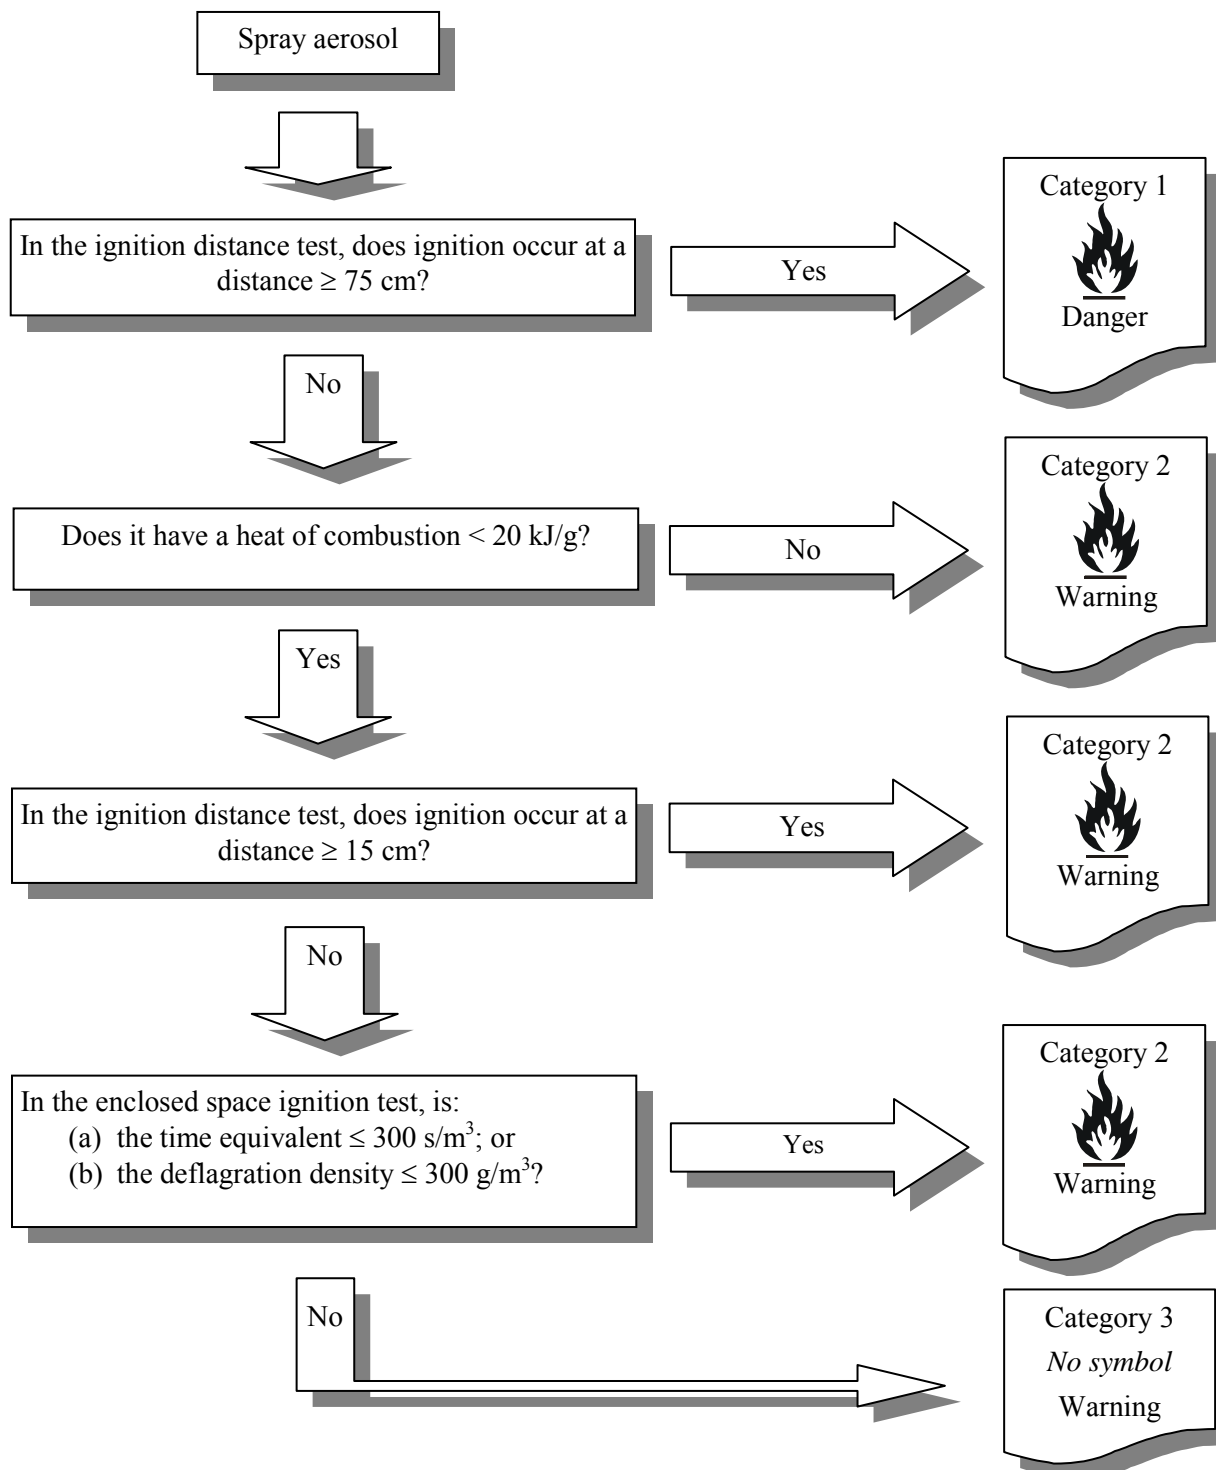 Spray aerosol
In the ignition distance test, does ignition occur at a
distance ≥ 75 cm?
Yes
Category 1
Danger
No
Does it have a heat of combustion < 20 kJ/g?
No
Category 2
Warning
Yes
In the ignition distance test, does ignition occur at a
distance ≥ 15 cm?
Yes
Category 2
Warning
No
In the enclosed space ignition test, is:
(a) the time equivalent ≤ 300 s/m³; or
(b) the deflagration density ≤ 300 g/m³?
Yes
Category 2
Warning
No
Category 3
No symbol
Warning